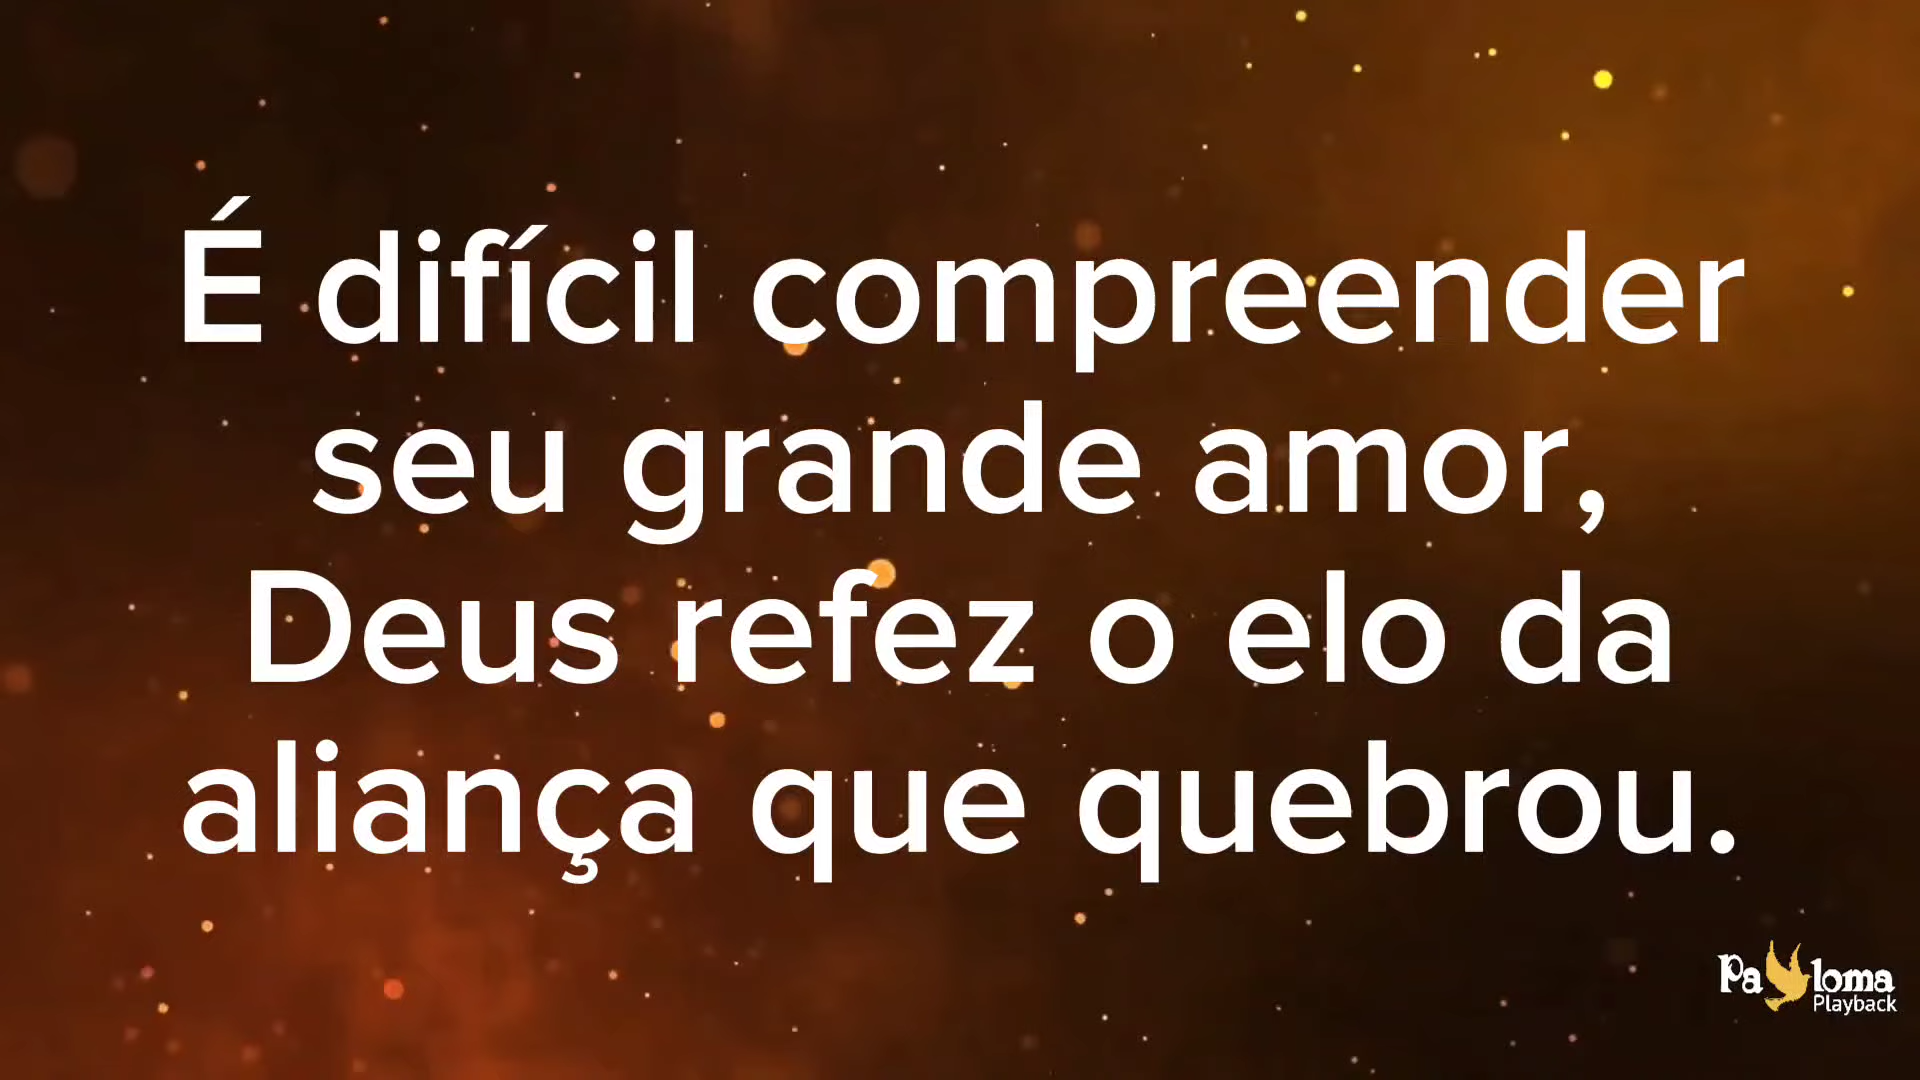 É difícil compreender
seu grande amor,
Deus refez o elo da
aliança que quebrou.
Paloma
Playback